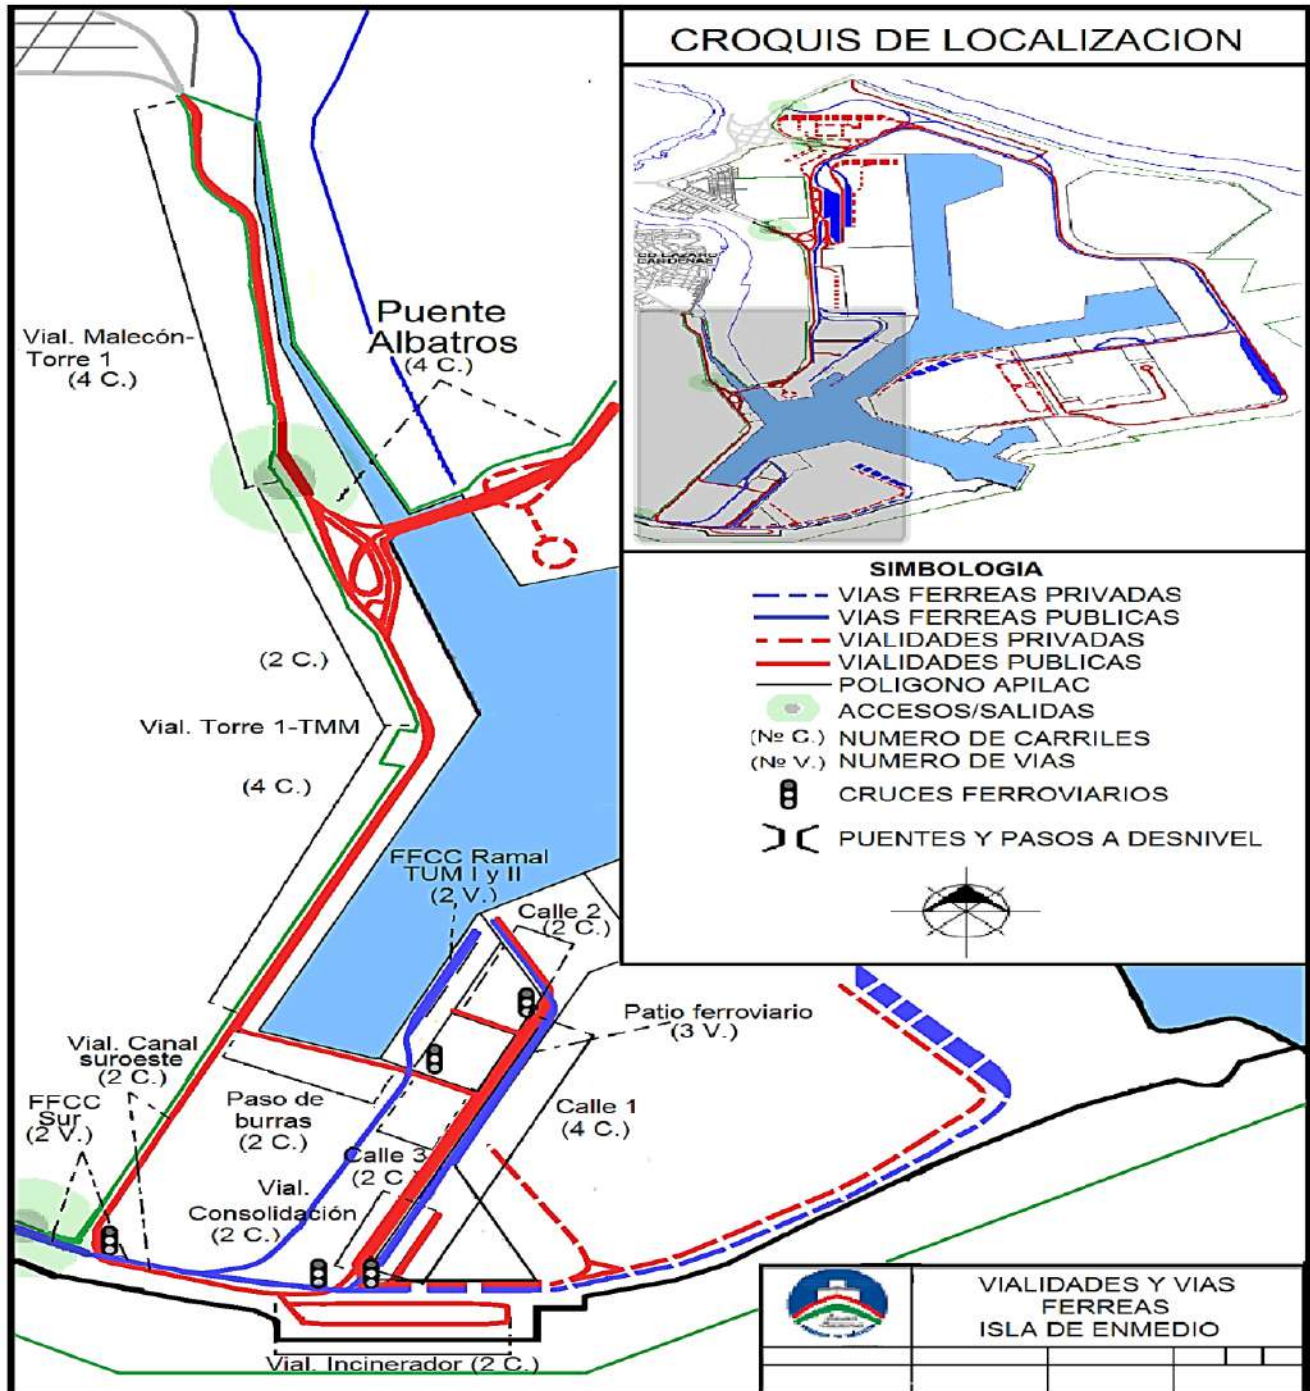 CROQUIS DE LOCALIZACION
CD LAZARO
CARDENAS
Puente
Albatros
(4 C.)
Vial. Malecón-
Torre 1
(4 C.)
(2 C.)
Vial. Torre 1-TMM
(4 C.)
SIMBOLOGIA
VIAS FERREAS PRIVADAS
VIAS FERREAS PUBLICAS
VIALIDADES PRIVADAS
VIALIDADES PUBLICAS
POLIGONO APILAC
ACCESOS/SALIDAS
(Nº C.) NUMERO DE CARRILES
(Nº V.) NUMERO DE VIAS
CRUCES FERROVIARIOS
PUENTES Y PASOS A DESNIVEL
FFCC Ramal
TUM I y II
(2 V.)
Calle 2
(2 C.)
Patio ferroviario
(3 V.)
Vial. Canal
suroeste
(2 C.)
FFCC
Sur
(2 V.)
Paso de
burras
(2 C.)
Calle 1
(4 C.)
Calle 3
(2 C
Vial.
Consolidación
(2 C.)
Vial. Incinerador (2 C.)
VIALIDADES Y VIAS
FERREAS
ISLA DE ENMEDIO